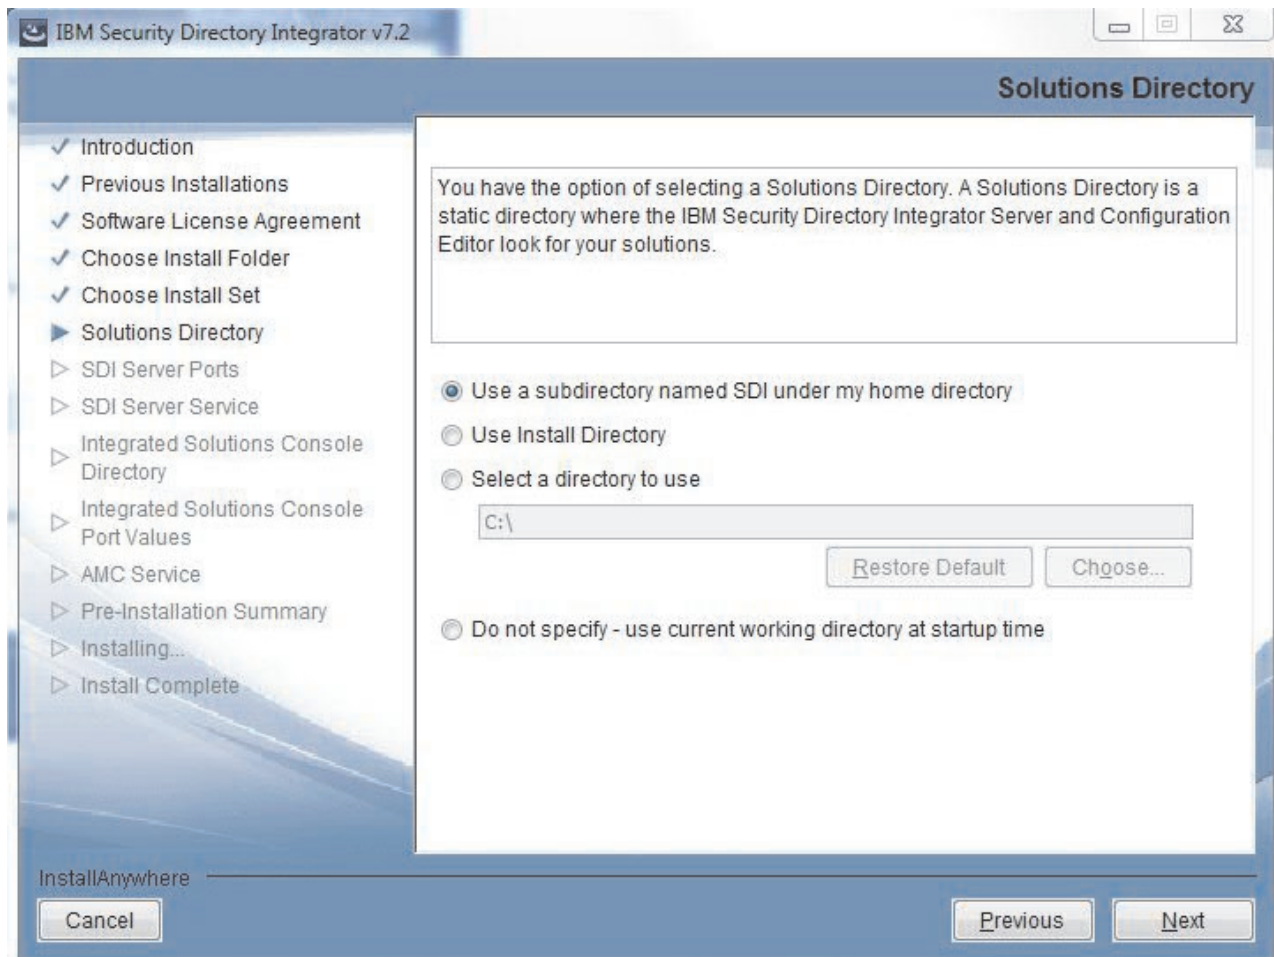 IBM Security Directory Integrator v7.2
Solutions Directory
Introduction
Previous Installations
Software License Agreement
Choose Install Folder
Choose Install Set
Solutions Directory
SDI Server Ports
SDI Server Service
Integrated Solutions Console
Directory
Integrated Solutions Console
Port Values
AMC Service
Pre-Installation Summary
Installing...
Install Complete
You have the option of selecting a Solutions Directory. A Solutions Directory is a
static directory where the IBM Security Directory Integrator Server and Configuration
Editor look for your solutions.
Use a subdirectory named SDI under my home directory
Use Install Directory
Select a directory to use
C:\
Restore Default
Choose...
Do not specify - use current working directory at startup time
InstallAnywhere
Cancel
Previous
Next